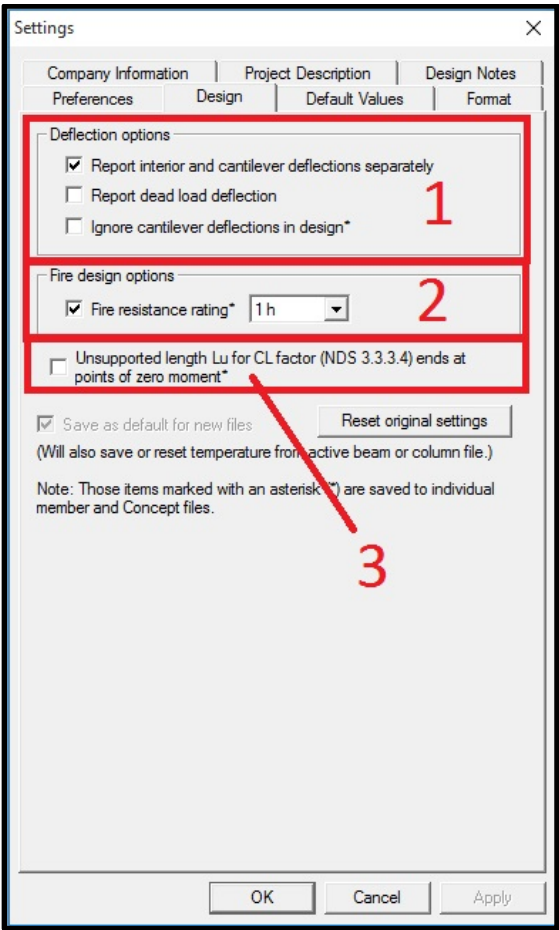 Settings
Company Information
Project Description
Design Notes
Preferences
Design
Default Values
Format
Deflection options
Report interior and cantilever deflections separately
Report dead load deflection
Ignore cantilever deflections in design*
1
Fire design options
Fire resistance rating*
1 h
2
Unsupported length Lu for CL factor (NDS 3.3.3.4) ends at
points of zero moment*
Save as default for new files
Reset original settings
(Will also save or reset temperature from active beam or column file.)
Note: Those items marked with an asterisk (*) are saved to individual
member and Concept files.
3
OK
Cancel
Apply